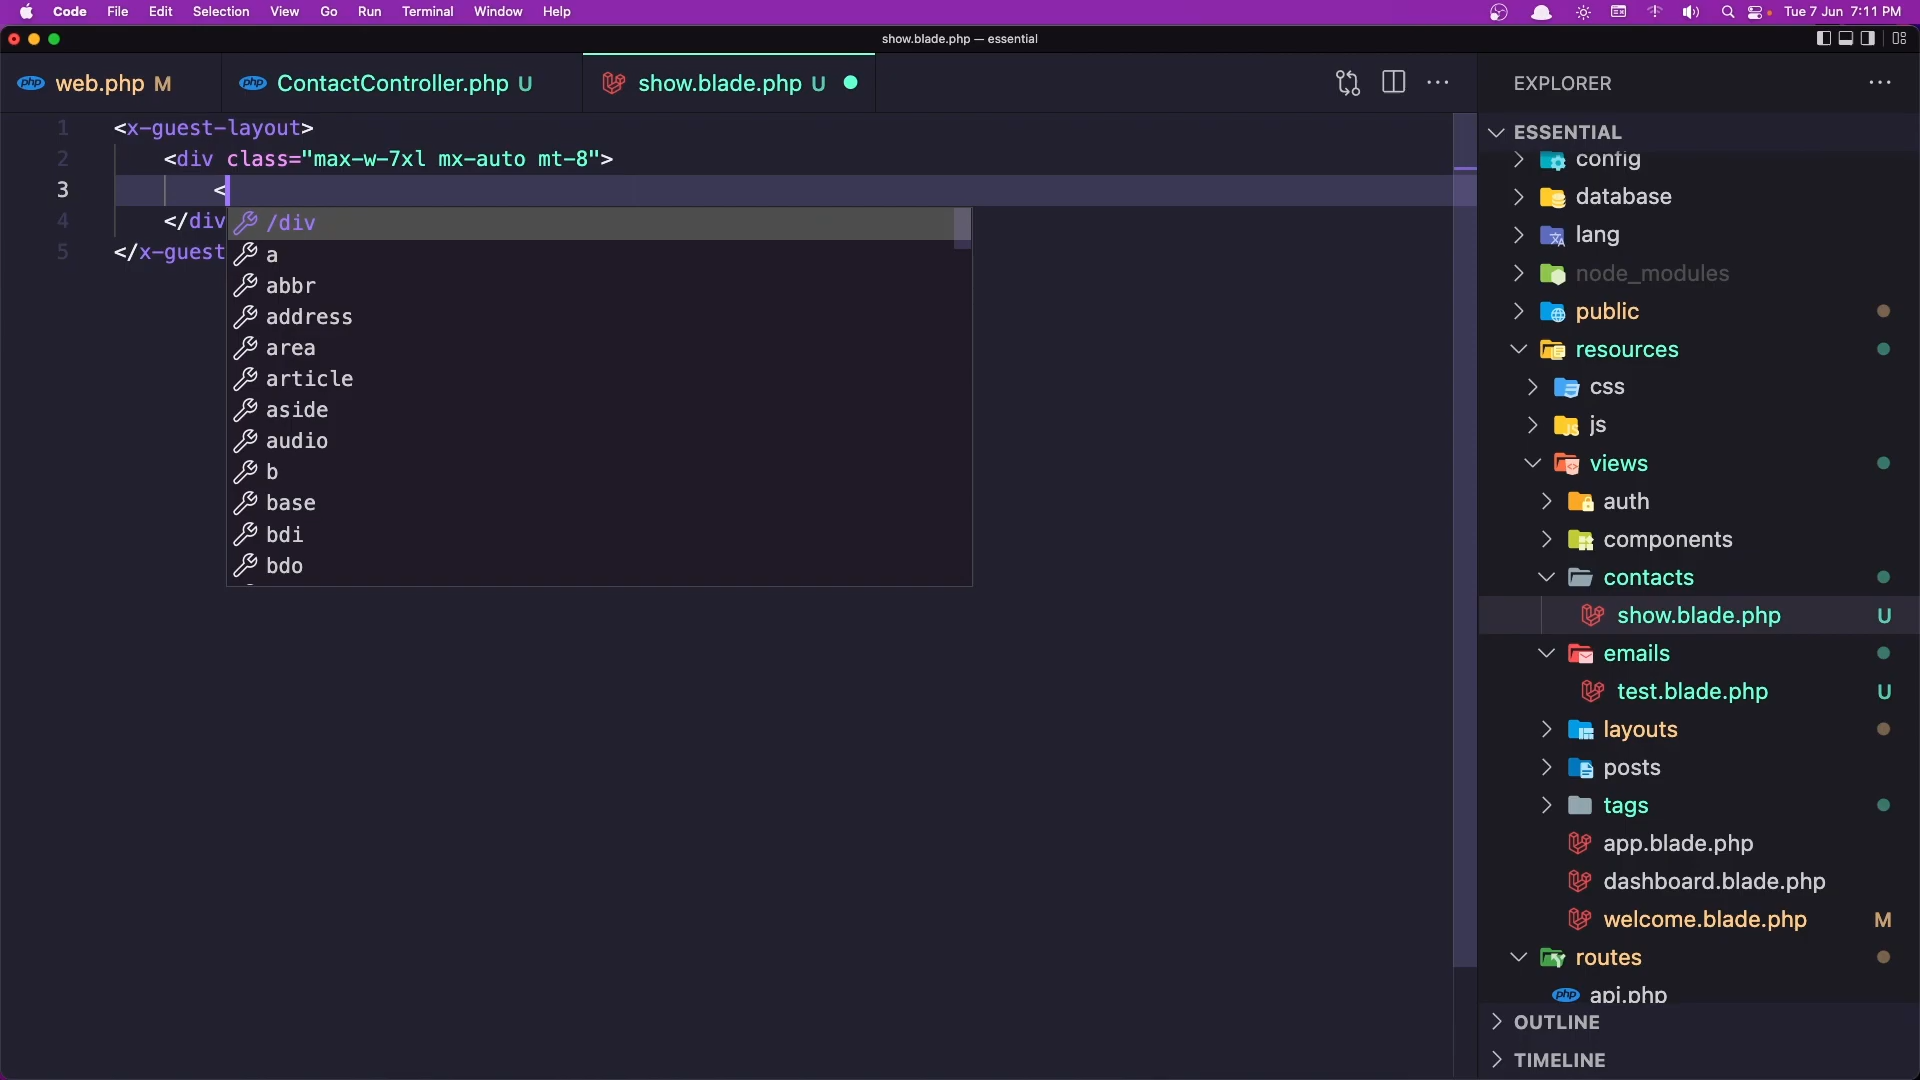 Code File Edit Selection View Go Run Terminal Window Help Tue 7 Jun 7:11 PM
show.blade.php — essential
web.php M ContactController.php U show.blade.php U
1 <x-guest-layout>
2 <div class="max-w-7xl mx-auto mt-8">
3 <
4 </div
5 </x-guest
/div
a
abbr
address
area
article
aside
audio
b
base
bdi
bdo
EXPLORER
ESSENTIAL
config
database
lang
node_modules
public
resources
css
js
views
auth
components
contacts
show.blade.php U
emails
test.blade.php U
layouts
posts
tags
app.blade.php
dashboard.blade.php
welcome.blade.php M
routes
api.php
OUTLINE
TIMELINE